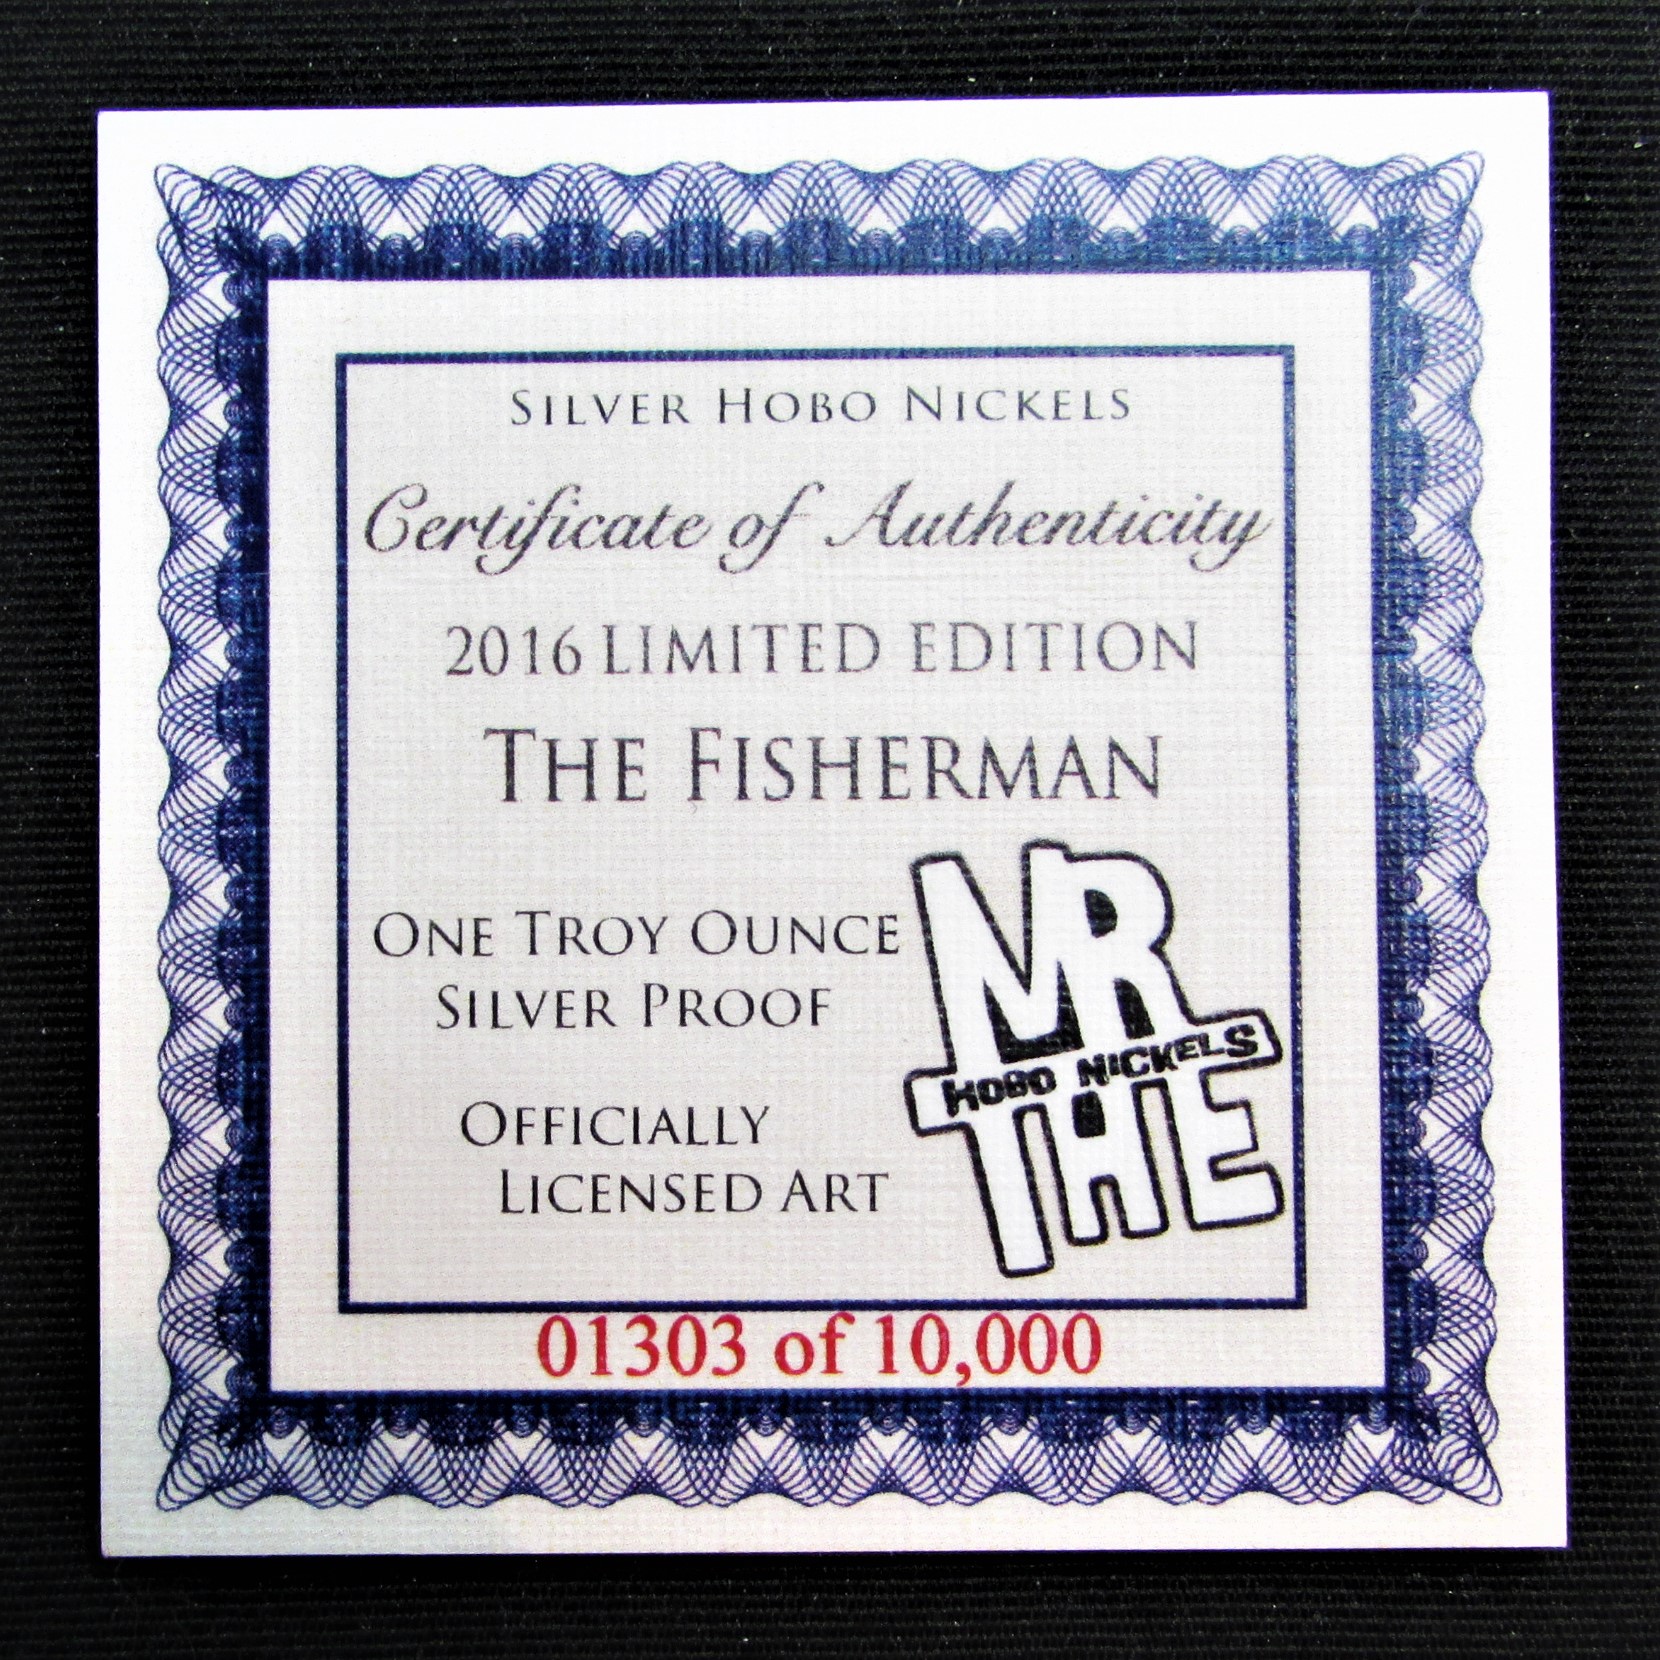 SILVER HOBO NICKELS
Certificate of Authenticity
2016 LIMITED EDITION
THE FISHERMAN
ONE TROY OUNCE
SILVER PROOF
OFFICIALLY
LICENSED ART
MR
HOBO NICKELS
THE
01303 of 10,000